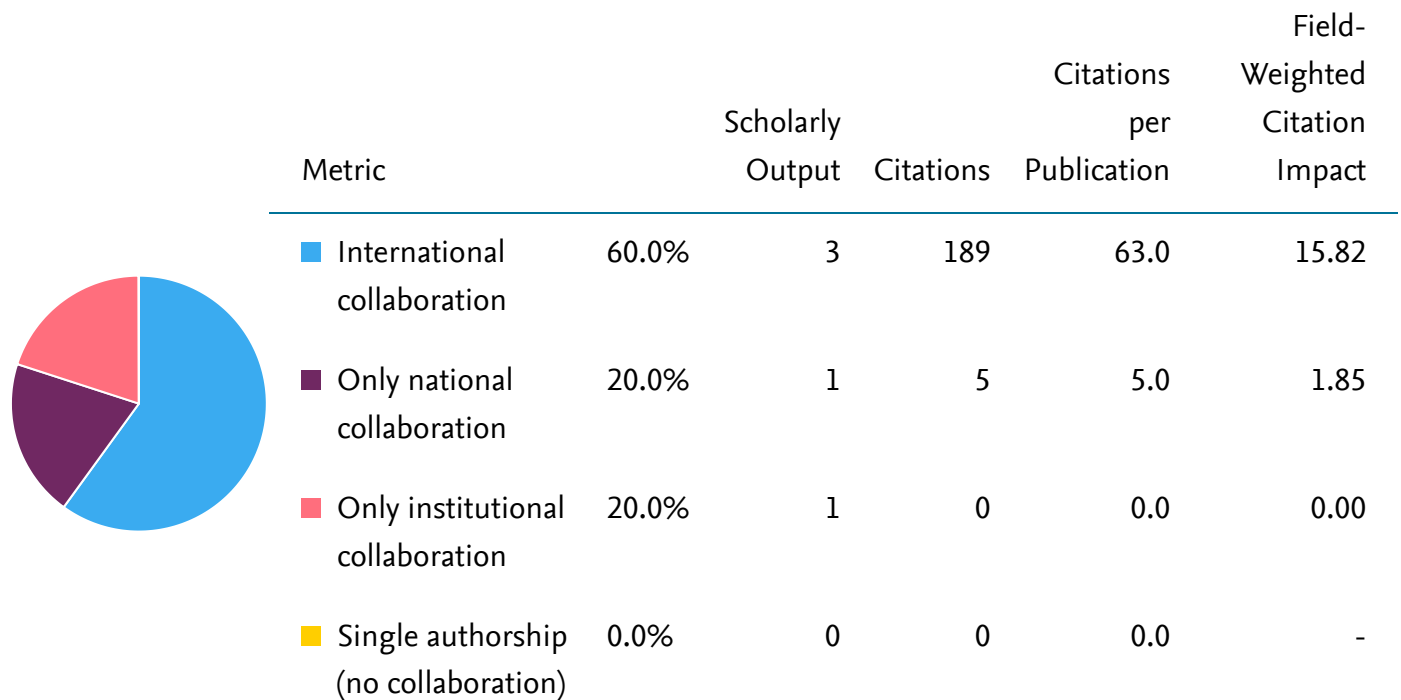 Field-
Citations Weighted
Scholarly per Citation
Metric Output Citations Publication Impact
International 60.0% 3 189 63.0 15.82
collaboration
Only national 20.0% 1 5 5.0 1.85
collaboration
Only institutional 20.0% 1 0 0.0 0.00
collaboration
Single authorship 0.0% 0 0 0.0 -
(no collaboration)